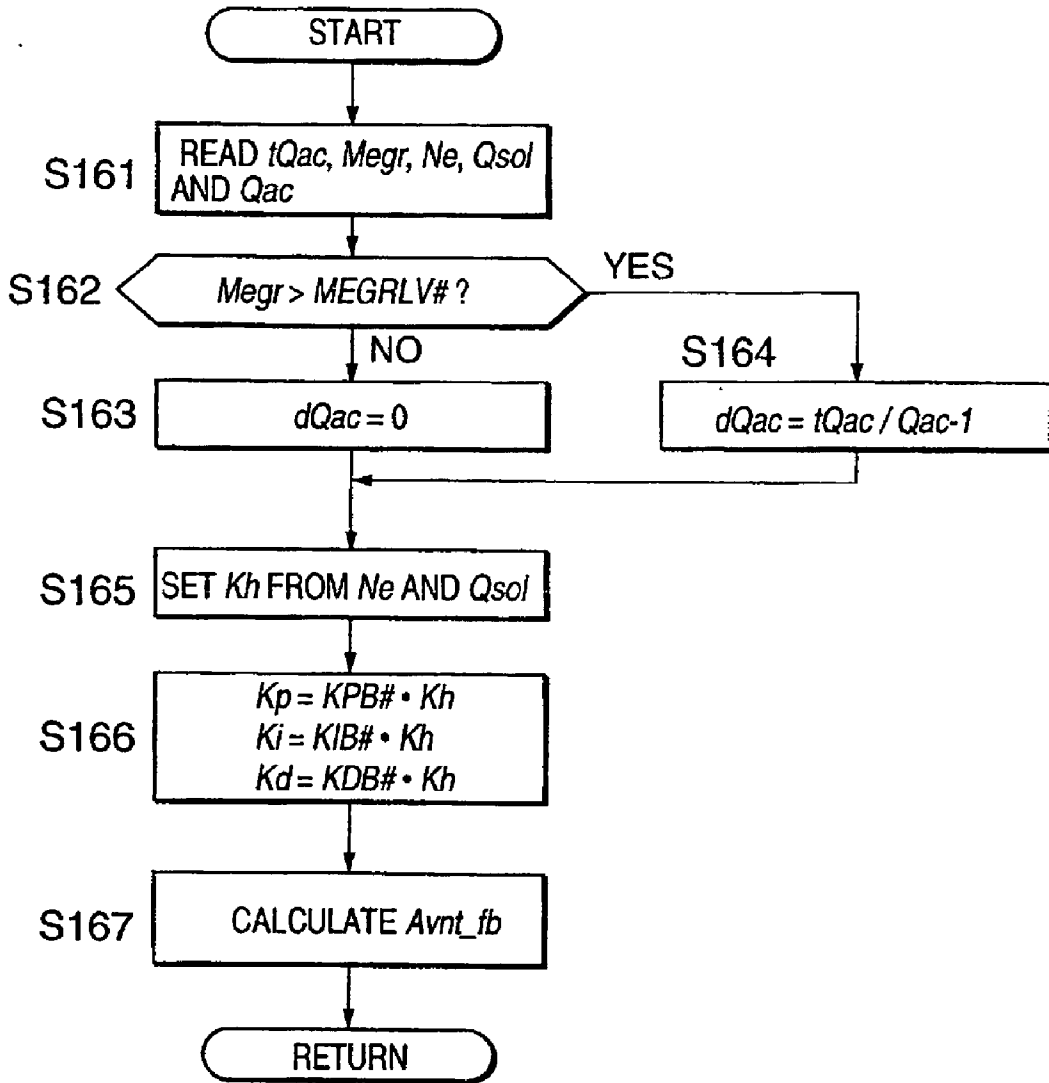 START
S161
READ tQac, Megr, Ne, Qsol
AND Qac
S162
Megr > MEGRLV# ?
YES
NO
S163
dQac = 0
S164
dQac = tQac / Qac-1
S165
SET Kh FROM Ne AND Qsol
S166
Kp = KPB# • Kh
Ki = KIB# • Kh
Kd = KDB# • Kh
S167
CALCULATE Avnt_fb
RETURN